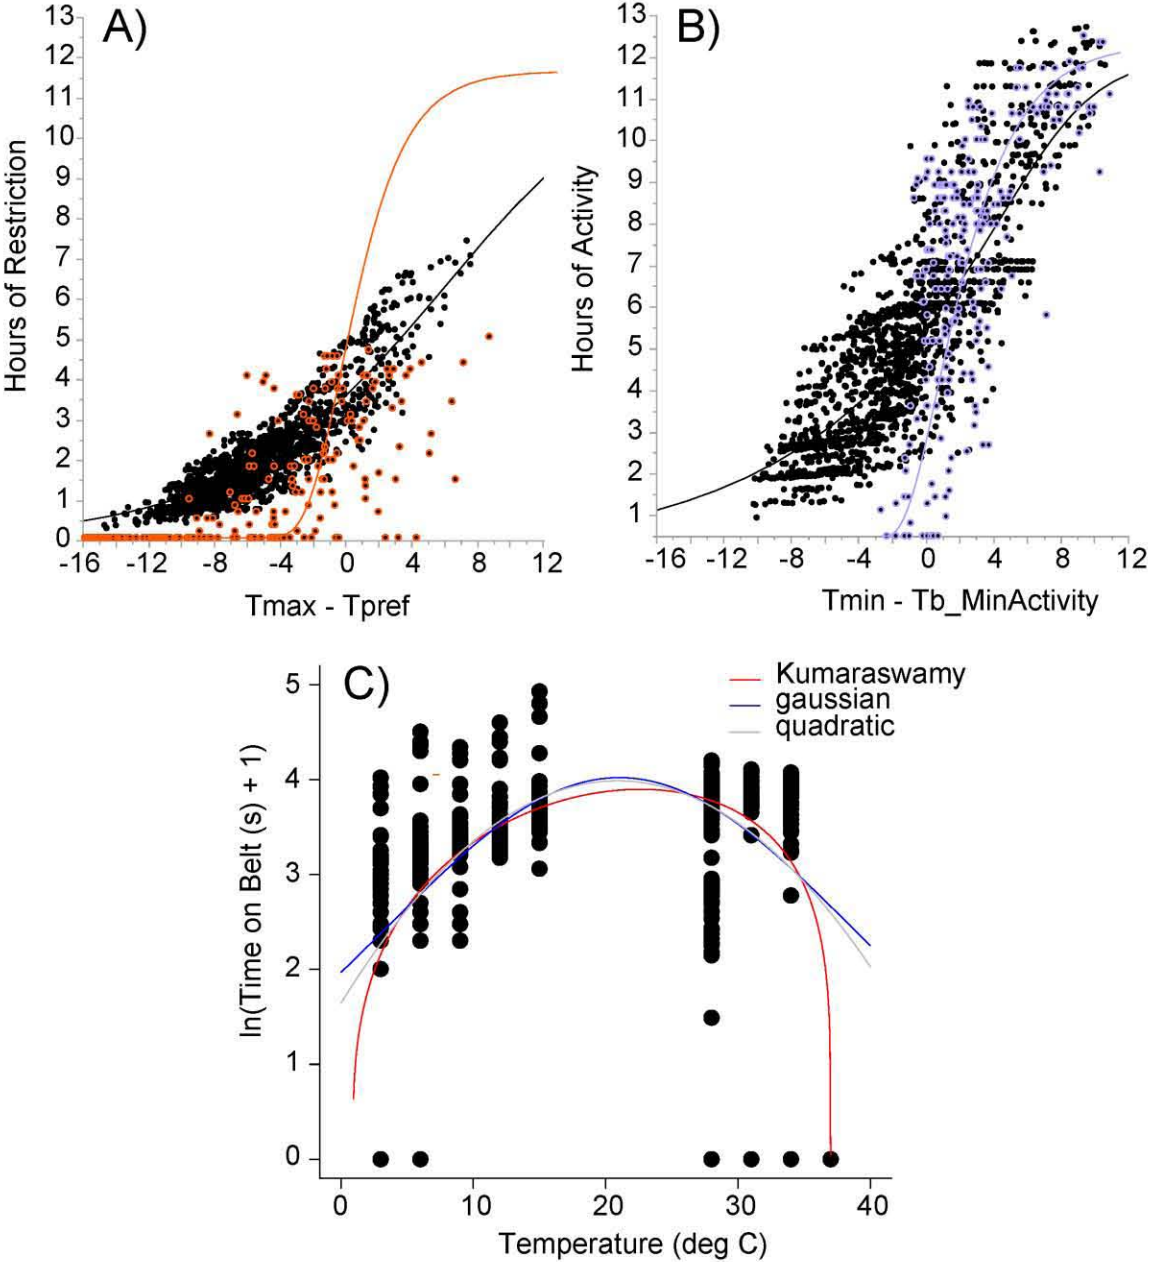 A)
13
12
11
10
9
8
7
6
5
4
3
2
1
0
Hours of Restriction
-16 -12 -8 -4 0 4 8 12
Tmax - Tpref
B)
13
12
11
10
9
8
7
6
5
4
3
2
1
Hours of Activity
-16 -12 -8 -4 0 4 8 12
Tmin - Tb_MinActivity
C)
Kumaraswamy
gaussian
quadratic
5
4
3
2
1
0
ln(Time on Belt (s) + 1)
0 10 20 30 40
Temperature (deg C)